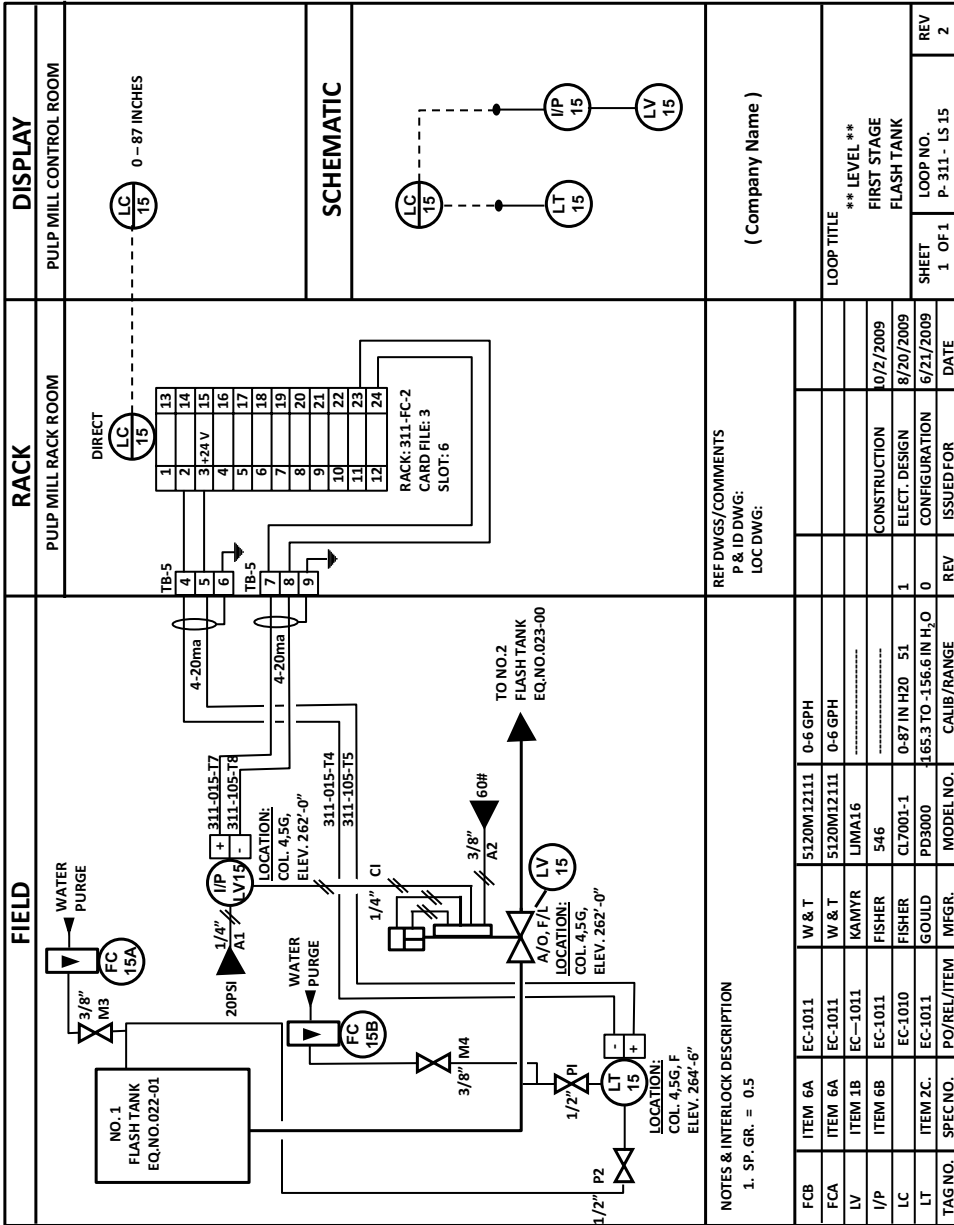 FIELD
RACK
DISPLAY
PULP MILL RACK ROOM
PULP MILL CONTROL ROOM
WATER
PURGE
FC
15A
3/8"
M3
NO. 1
FLASH TANK
EQ.NO.022-01
20PSI
1/4"
A1
I/P
LV15
+
-
311-015-T7
311-105-T8
LOCATION:
COL. 4,5G,
ELEV. 262'-0"
WATER
PURGE
FC
15B
3/8" M4
1/4" CI
311-015-T4
311-105-T5
3/8"
A2
60#
A/O, F/L
LV
15
LOCATION:
COL. 4,5G,
ELEV. 262'-0"
TO NO.2
FLASH TANK
EQ.NO.023-00
1/2" PI
LT
15
-
+
LOCATION:
COL. 4,5G, F
ELEV. 264'-6"
1/2" P2
4-20ma
4-20ma
TB-5
4
5
6
TB-5
7
8
9
DIRECT
LC
15
1 13
2 14
3 +24 V 15
4 16
5 17
6 18
7 19
8 20
9 21
10 22
11 23
12 24
RACK: 311-FC-2
CARD FILE: 3
SLOT: 6
LC
15
0 – 87 INCHES
SCHEMATIC
LC
15
LT
15
I/P
15
LV
15
NOTES & INTERLOCK DESCRIPTION
1. SP. GR. = 0.5
REF DWGS/COMMENTS
P & ID DWG:
LOC DWG:
( Company Name )
FCB ITEM 6A EC-1011 W & T 5120M12111 0-6 GPH
FCA ITEM 6A EC-1011 W & T 5120M12111 0-6 GPH
LV ITEM 1B EC—1011 KAMYR LJMA16 ------------------
I/P ITEM 6B EC-1011 FISHER 546 ------------------ CONSTRUCTION 10/2/2009
LC EC-1010 FISHER CL7001-1 0-87 IN H20 51 1 ELECT. DESIGN 8/20/2009
LT ITEM 2C. EC-1011 GOULD PD3000 -165.3 TO -156.6 IN H2O 0 CONFIGURATION 6/21/2009
TAG NO. SPEC NO. PO/REL/ITEM MFGR. MODEL NO. CALIB/RANGE REV ISSUED FOR DATE
LOOP TITLE
** LEVEL **
FIRST STAGE
FLASH TANK
SHEET
1 OF 1
LOOP NO.
P- 311 - LS 15
REV
2